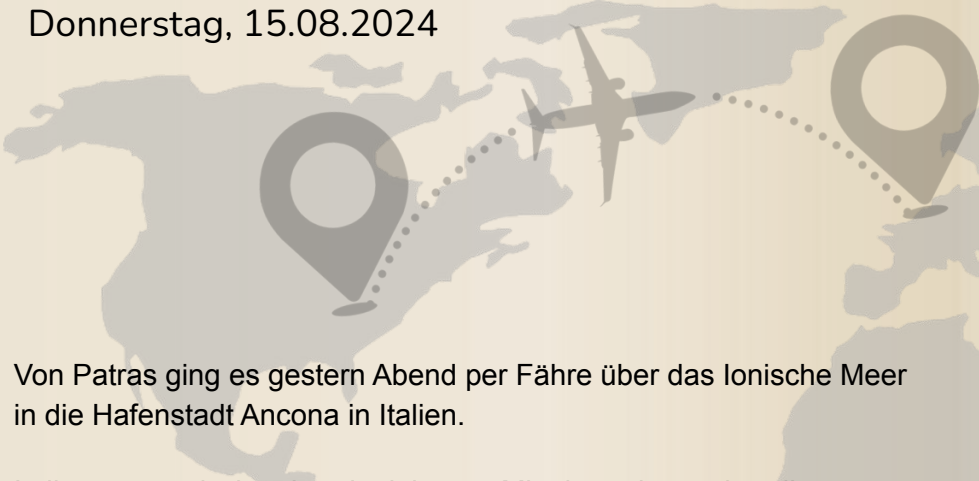 Donnerstag, 15.08.2024
Von Patras ging es gestern Abend per Fähre über das Ionische Meer
in die Hafenstadt Ancona in Italien.